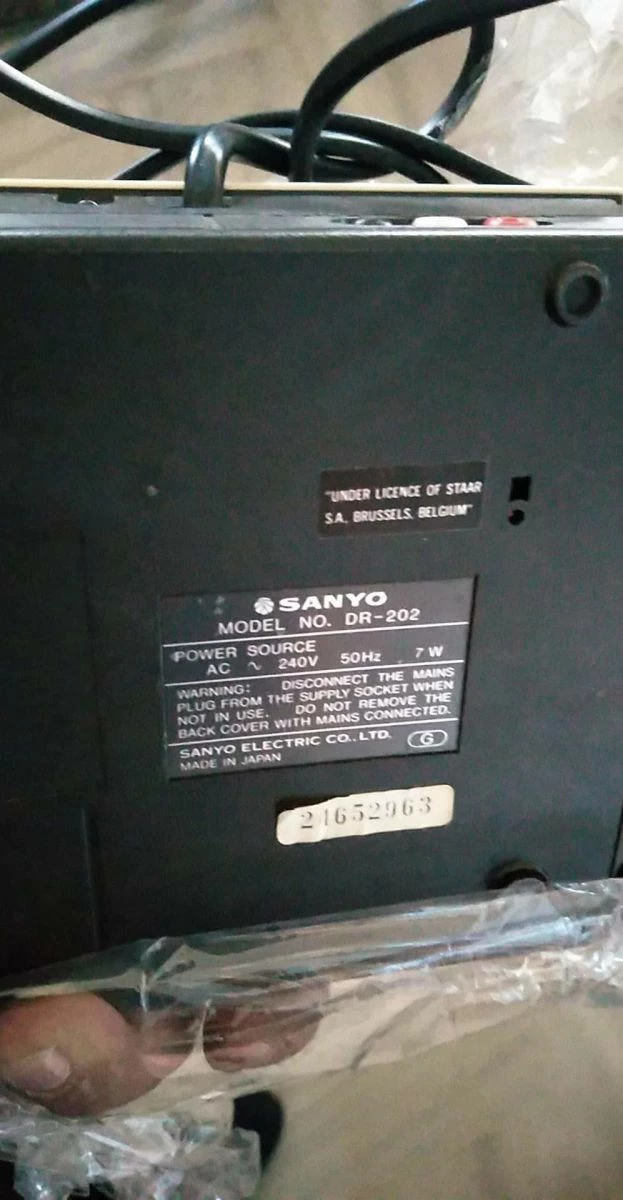 "UNDER LICENCE OF STAAR
S.A., BRUSSELS, BELGIUM"
SANYO
MODEL NO. DR-202
POWER SOURCE
AC ∿ 240V 50Hz 7W
WARNING: DISCONNECT THE MAINS
PLUG FROM THE SUPPLY SOCKET WHEN
NOT IN USE. DO NOT REMOVE THE
BACK COVER WITH MAINS CONNECTED.
SANYO ELECTRIC CO., LTD. G
MADE IN JAPAN
24652963